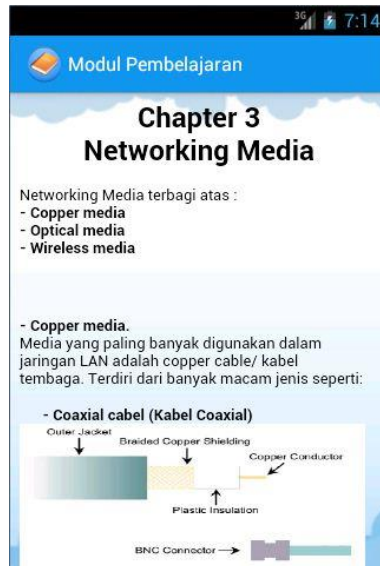 3G 7:14
Modul Pembelajaran
Chapter 3
Networking Media
Networking Media terbagi atas :
- Copper media
- Optical media
- Wireless media
- Copper media.
Media yang paling banyak digunakan dalam
jaringan LAN adalah copper cable/ kabel
tembaga. Terdiri dari banyak macam jenis seperti:
- Coaxial cabel (Kabel Coaxial)
Outer Jacket
Braided Copper Shielding
Copper Conductor
Plastic Insulation
BNC Connector